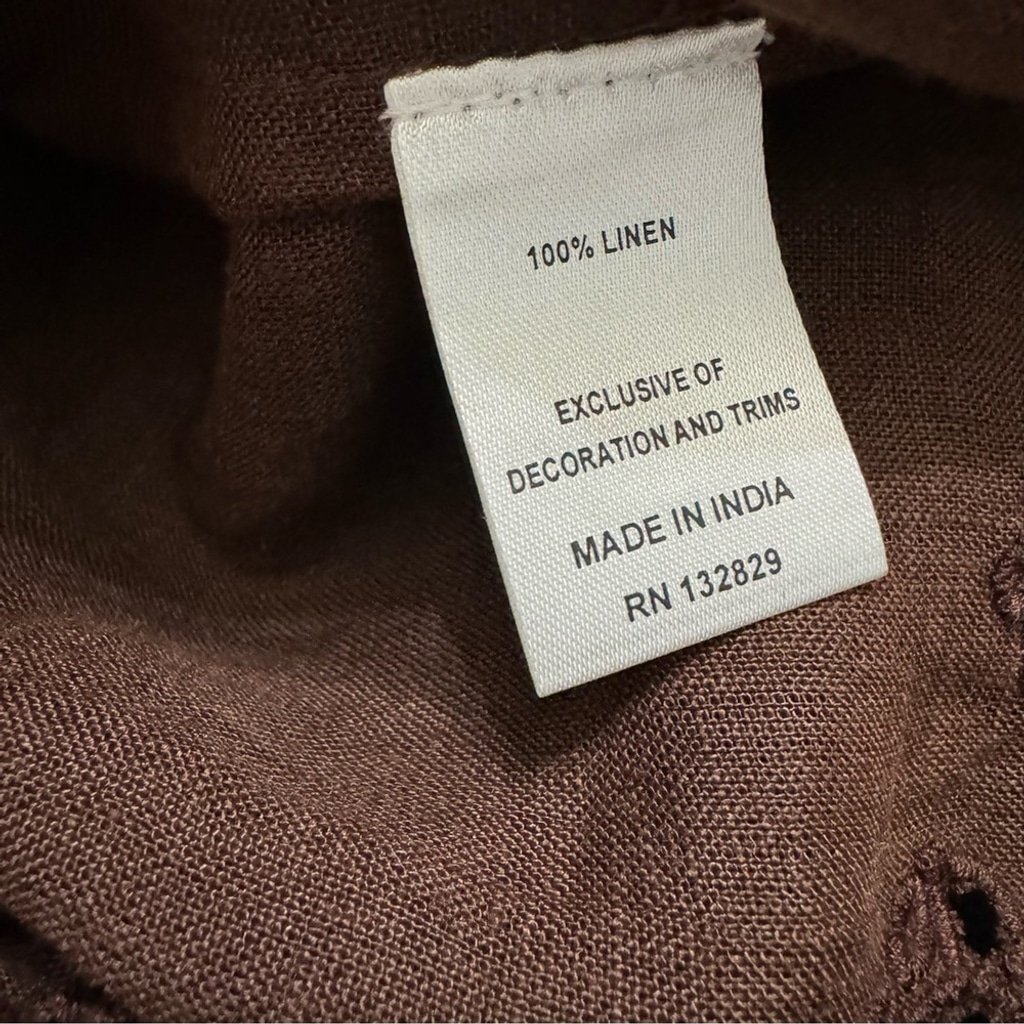 100% LINEN
EXCLUSIVE OF
DECORATION AND TRIMS
MADE IN INDIA
RN 132829